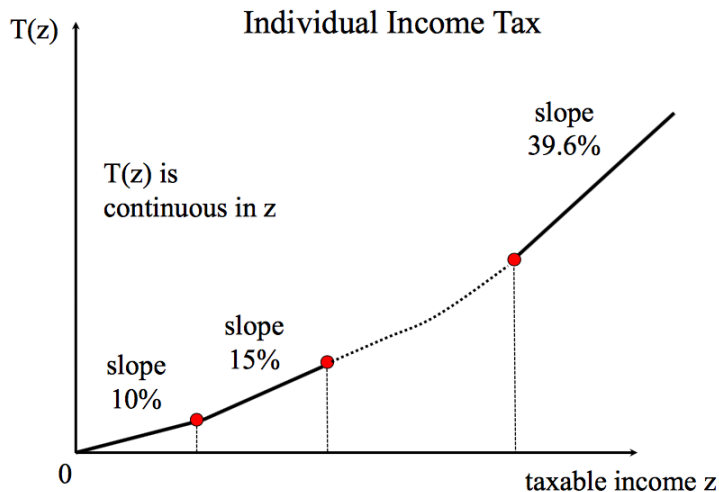 Individual Income Tax
T(z)
slope
39.6%
T(z) is
continuous in z
slope
15%
slope
10%
0
taxable income z